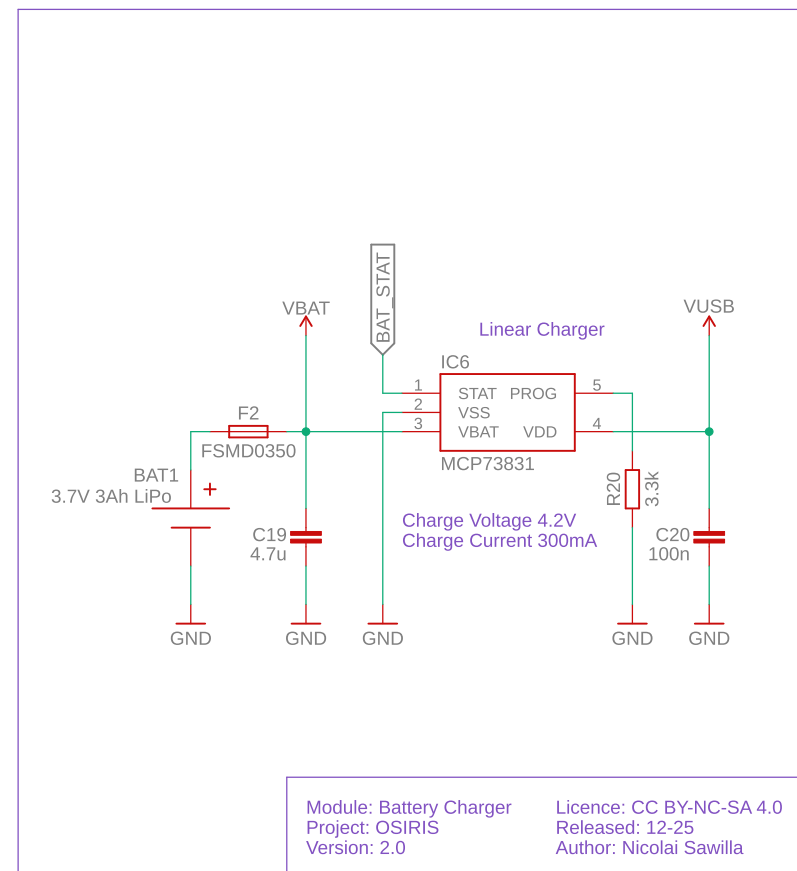 BAT_STAT
VBAT
VUSB
Linear Charger
IC6
1 STAT PROG 5
2 VSS
3 VBAT VDD 4
MCP73831
F2
FSMD0350
BAT1
3.7V 3Ah LiPo
+
R20
3.3k
Charge Voltage 4.2V
Charge Current 300mA
C19
4.7u
C20
100n
GND GND GND GND GND
Module: Battery Charger
Project: OSIRIS
Version: 2.0
Licence: CC BY-NC-SA 4.0
Released: 12-25
Author: Nicolai Sawilla